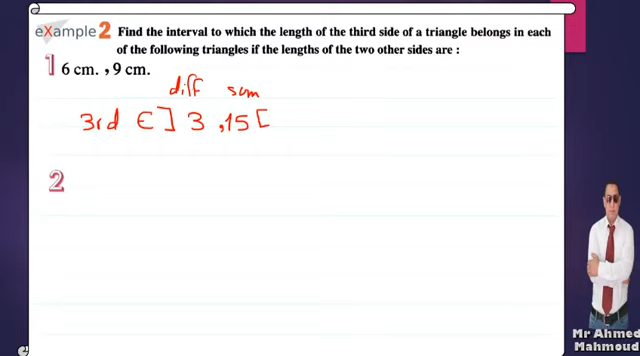 eXample 2 Find the interval to which the length of the third side of a triangle belongs in each
of the following triangles if the lengths of the two other sides are :
1 6 cm. , 9 cm.
diff sum
3rd ∈ ] 3 , 15 [
2
Mr Ahmed
Mahmoud